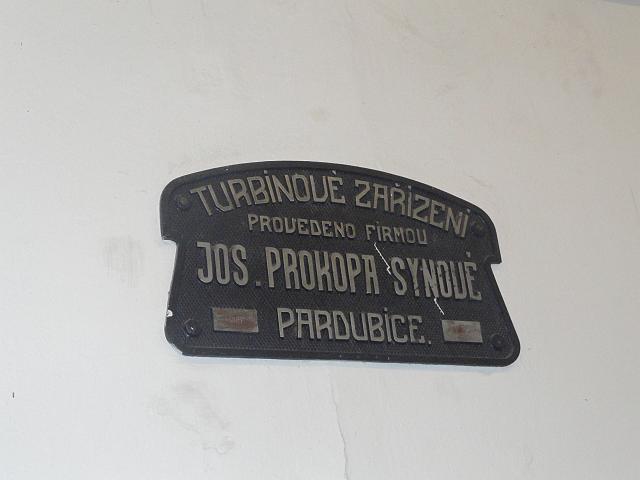 TURBINOVÉ ZAŘÍZENÍ
PROVEDENO FIRMOU
JOS. PROKOPA SYNOVÉ
PARDUBICE.